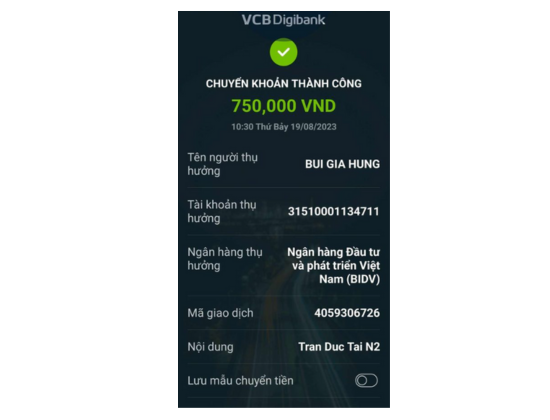 VCB Digibank
CHUYỂN KHOẢN THÀNH CÔNG
750,000 VND
10:30 Thứ Bảy 19/08/2023
Tên người thụ
hưởng
BUI GIA HUNG
Tài khoản thụ
hưởng
31510001134711
Ngân hàng thụ
hưởng
Ngân hàng Đầu tư
và phát triển Việt
Nam (BIDV)
Mã giao dịch
4059306726
Nội dung
Tran Duc Tai N2
Lưu mẫu chuyển tiền